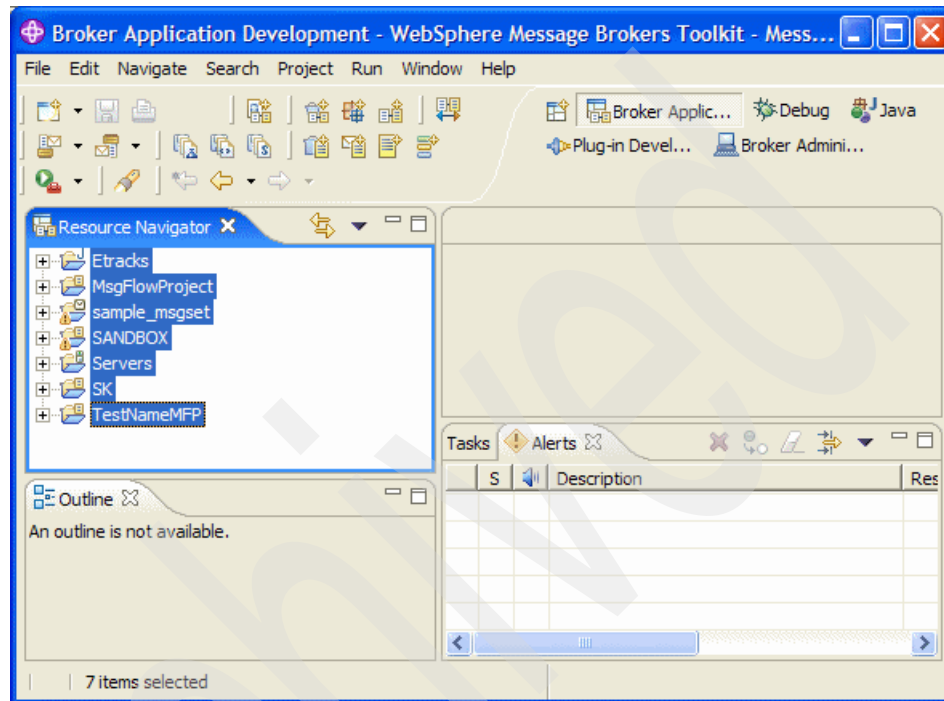 Broker Application Development - WebSphere Message Brokers Toolkit - Mess...
File Edit Navigate Search Project Run Window Help
Broker Applic... Debug Java
Plug-in Devel... Broker Admini...
Resource Navigator
Etracks
MsgFlowProject
sample_msgset
SANDBOX
Servers
SK
TestNameMFP
Tasks Alerts
S Description Res
Outline
An outline is not available.
7 items selected